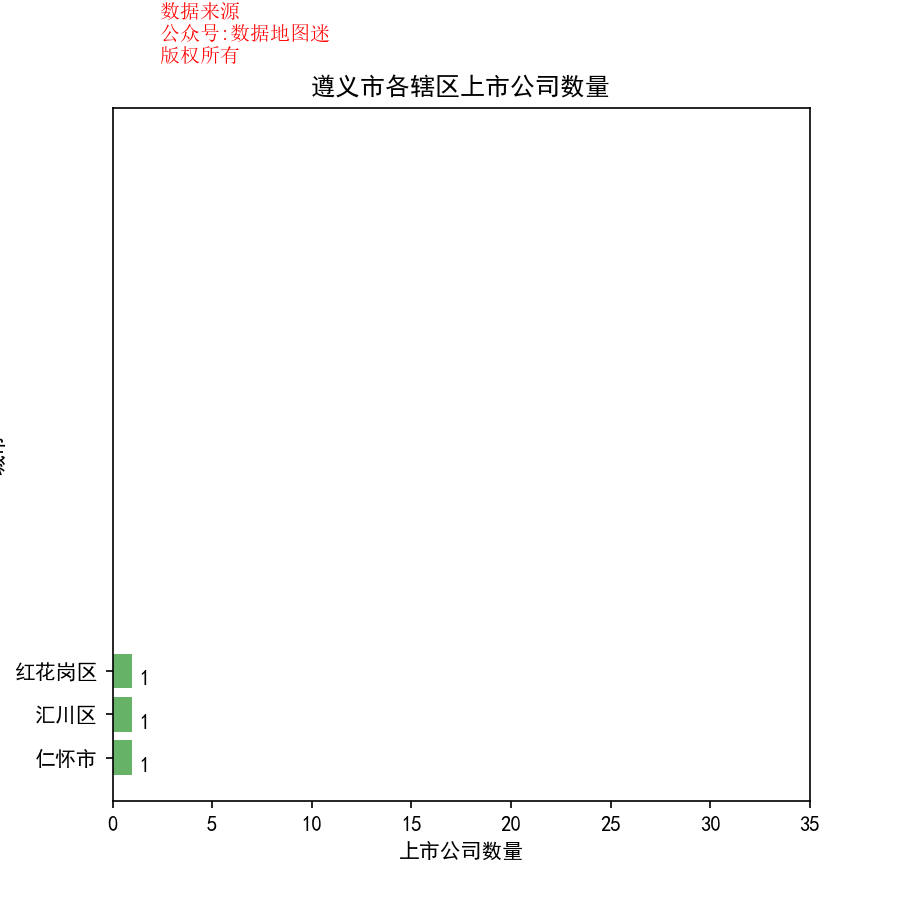 数据来源
公众号:数据地图迷
版权所有
遵义市各辖区上市公司数量
红花岗区
1
汇川区
1
仁怀市
1
0 5 10 15 20 25 30 35
上市公司数量